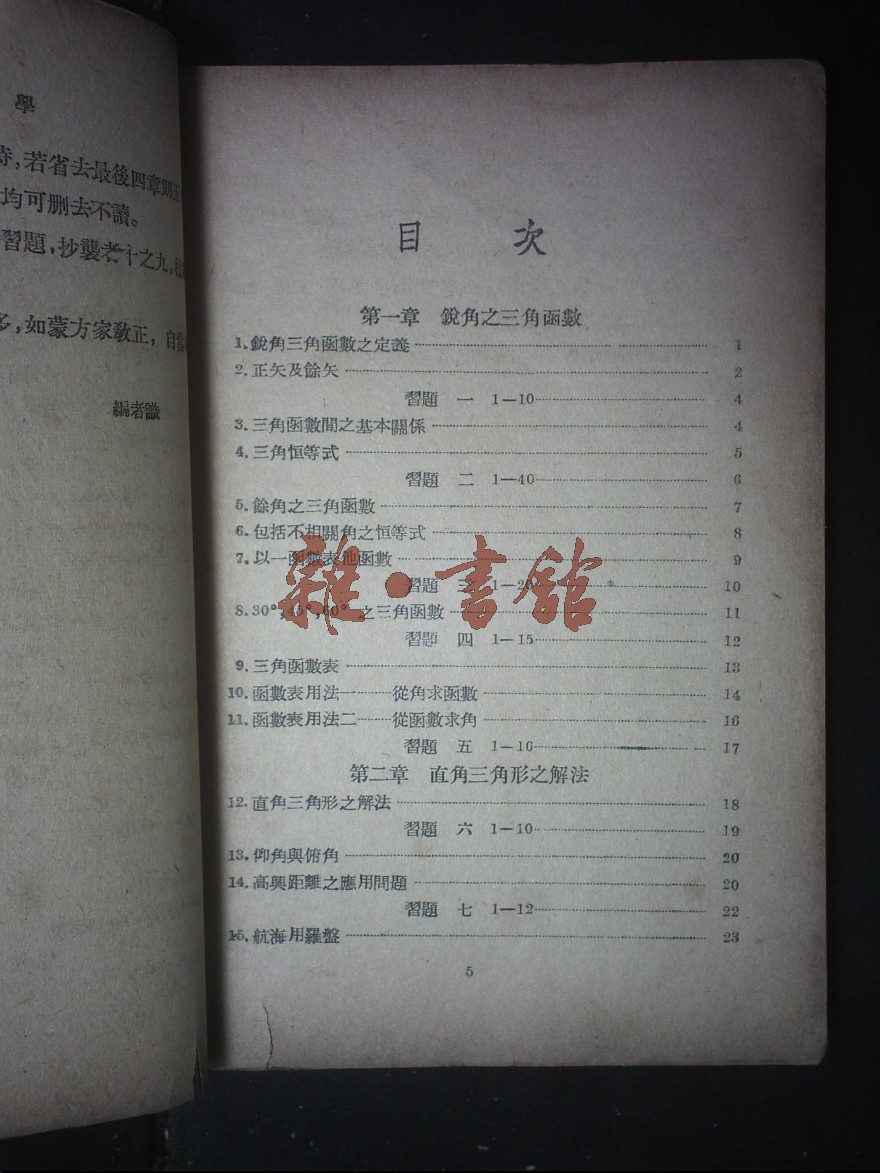 學
時,若省去最後四章則五
均可删去不讀。
習題,抄襲者十之九,
多,如蒙方家敎正,自當
編者識
目次
第一章 銳角之三角函數
1.銳角三角函數之定義 1
2.正矢及餘矢 2
習題 一 1—10 4
3.三角函數間之基本關係 4
4.三角恒等式 5
習題 二 1—40 6
5.餘角之三角函數 7
6.包括不相關角之恒等式 8
7.以一函數表他函數 9
習題 三 1—20 10
8.30°,45°,60°之三角函數 11
習題 四 1—15 12
9.三角函數表 13
10.函數表用法一——從角求函數 14
11.函數表用法二——從函數求角 16
習題 五 1—16 17
第二章 直角三角形之解法
12.直角三角形之解法 18
習題 六 1—10 19
13.仰角與俯角 20
14.高與距離之應用問題 20
習題 七 1—12 22
15.航海用羅盤 23
5
雜·書館